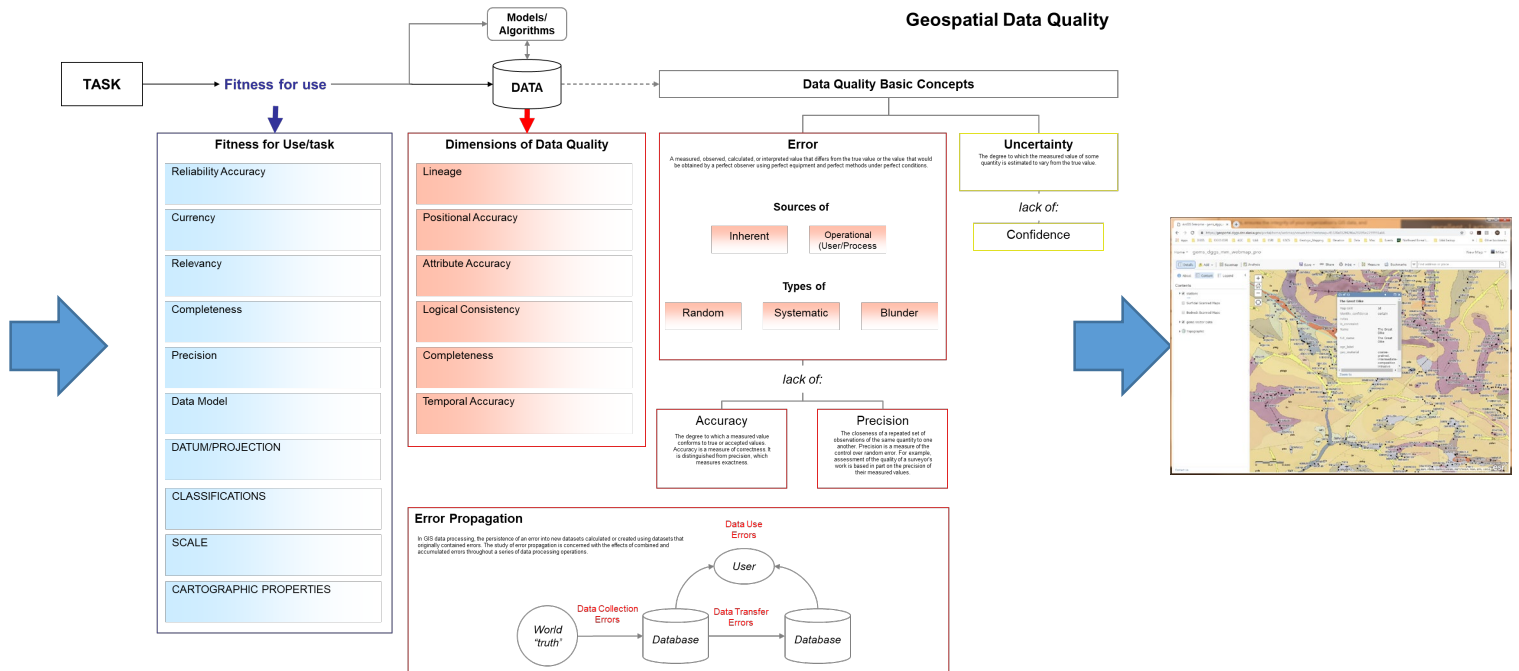 Geospatial Data Quality
Models/
Algorithms
TASK
Fitness for use
DATA
Data Quality Basic Concepts
Fitness for Use/task
Reliability Accuracy
Currency
Relevancy
Completeness
Precision
Data Model
DATUM/PROJECTION
CLASSIFICATIONS
SCALE
CARTOGRAPHIC PROPERTIES
Dimensions of Data Quality
Lineage
Positional Accuracy
Attribute Accuracy
Logical Consistency
Completeness
Temporal Accuracy
Error
A measured, observed, calculated, or interpreted value that differs from the true value or the value that would
be obtained by a perfect observer using perfect equipment and perfect methods under perfect conditions.
Sources of
Inherent
Operational
(User/Process
Types of
Random
Systematic
Blunder
lack of:
Accuracy
The degree to which a measured value
conforms to true or accepted values.
Accuracy is a measure of correctness. It
is distinguished from precision, which
measures exactness.
Precision
The closeness of a repeated set of
observations of the same quantity to one
another. Precision is a measure of the
control over random error. For example,
assessment of the quality of a surveyor's
work is based in part on the precision of
their measured values.
Uncertainty
The degree to which the measured value of some
quantity is estimated to vary from the true value.
lack of:
Confidence
Error Propagation
In GIS data processing, the persistence of an error into new datasets calculated or created using datasets that
originally contained errors. The study of error propagation is concerned with the effects of combined and
accumulated errors throughout a series of data processing operations.
Data Use
Errors
User
Data Collection
Errors
Data Transfer
Errors
World
"truth"
Database
Database
Contents